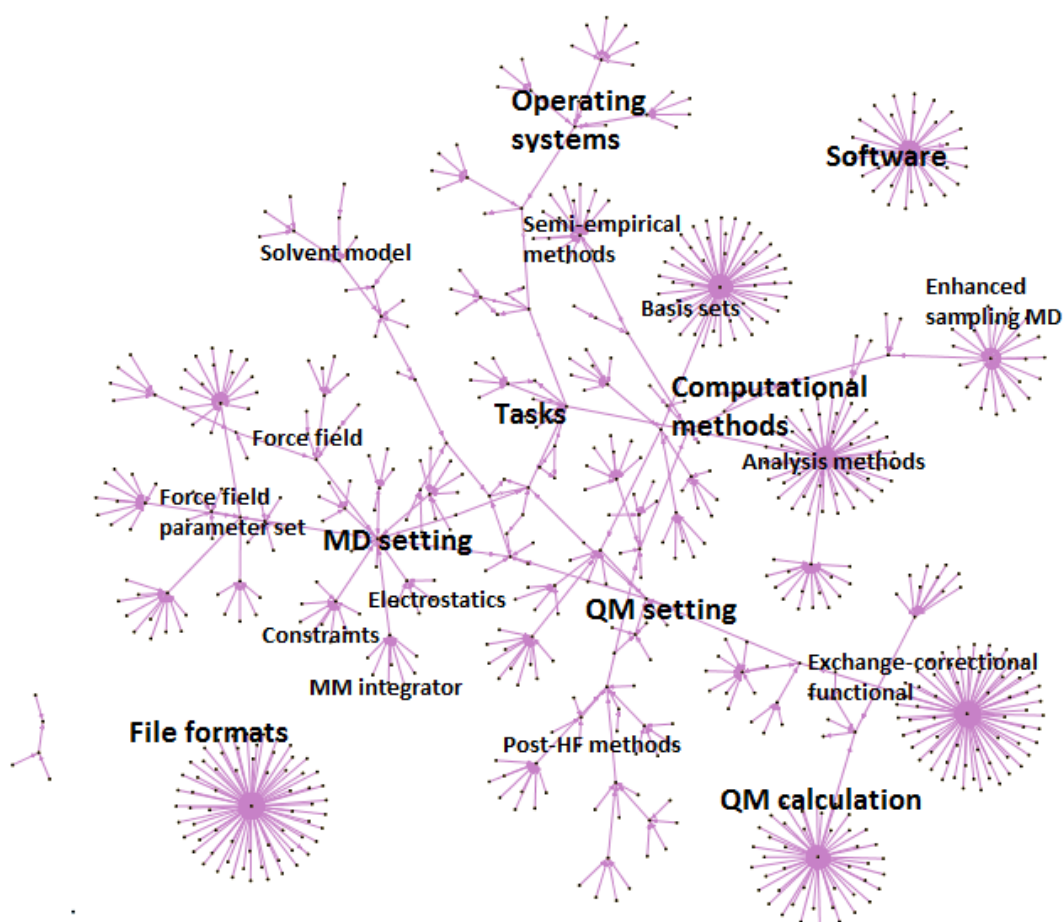 Operating
systems
Software
Semi-empirical
methods
Solvent model
Basis sets
Enhanced
sampling MD
Computational
methods
Tasks
Force field
Analysis methods
Force field
parameter set
MD setting
Electrostatics
QM setting
Constraints
MM integrator
Exchange-correctional
functional
File formats
Post-HF methods
QM calculation